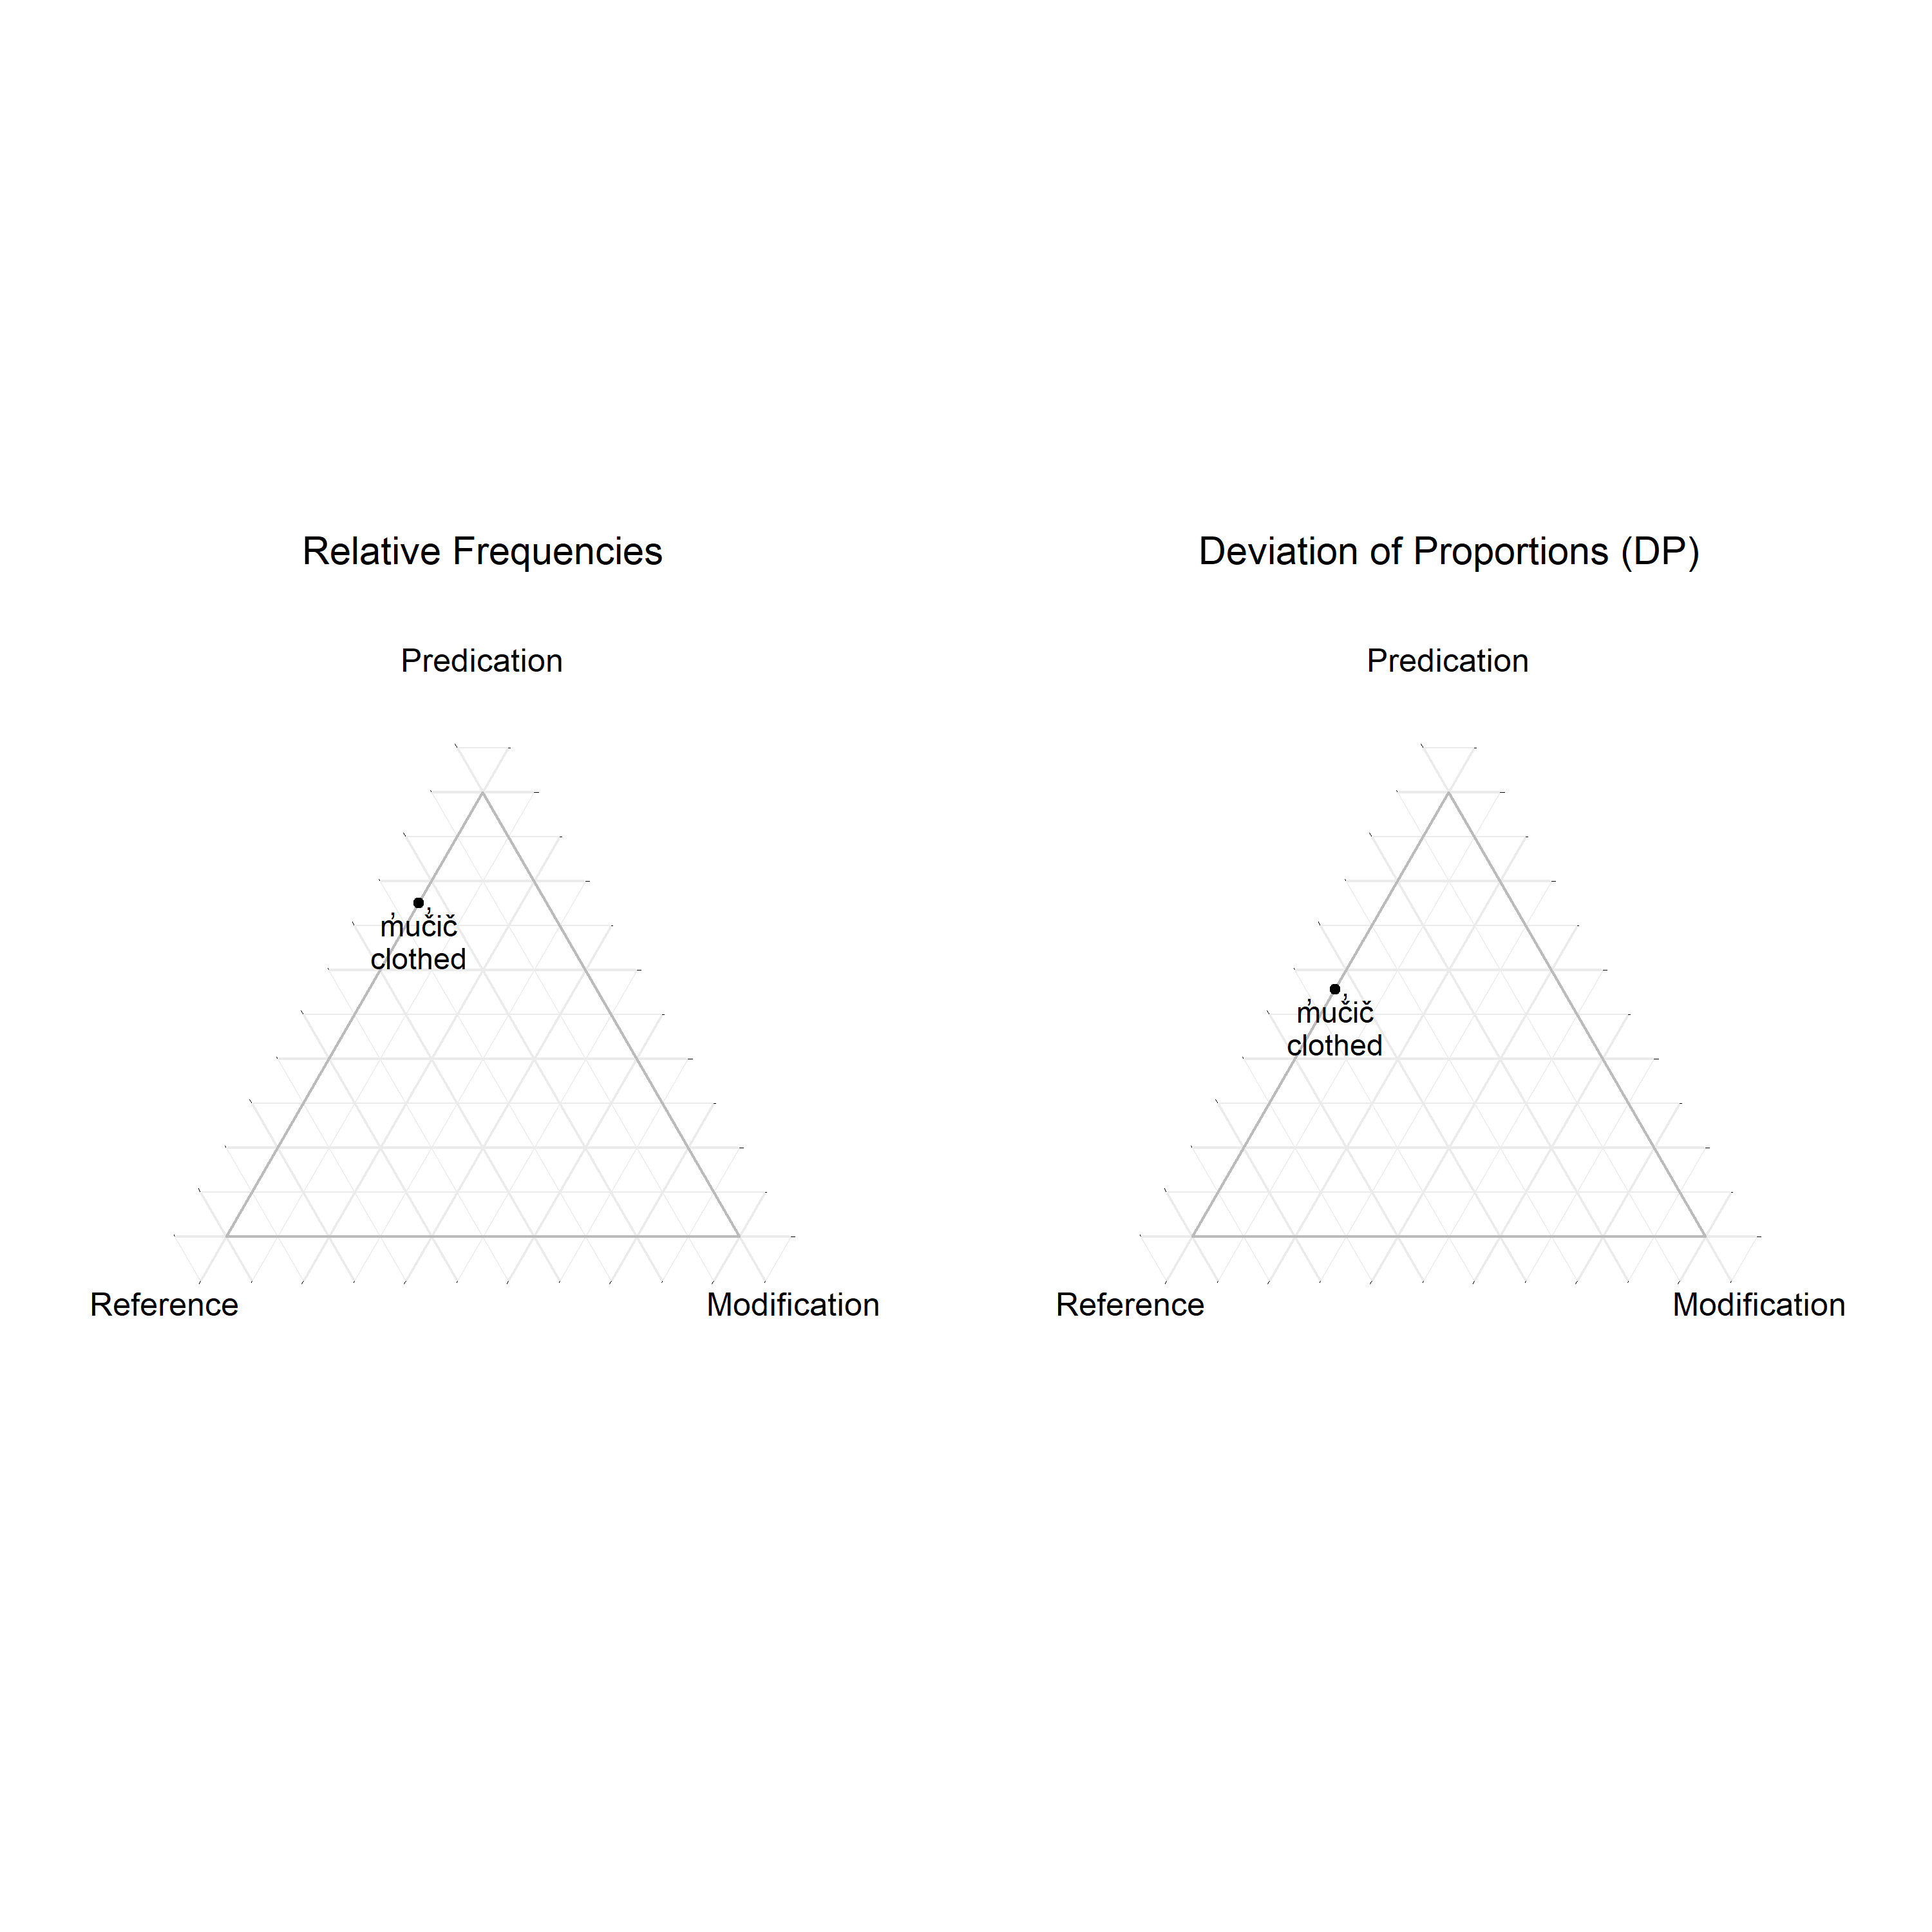 Relative Frequencies
Predication
m̓uč̓ič
clothed
Reference
Modification
Deviation of Proportions (DP)
Predication
m̓uč̓ič
clothed
Reference
Modification